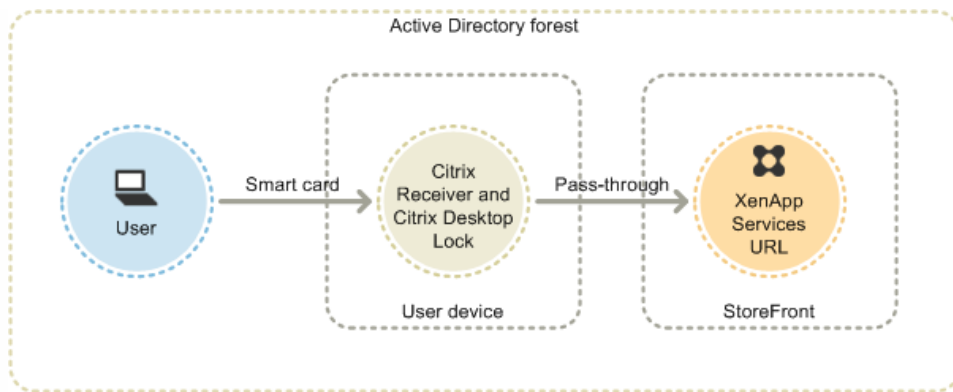 Active Directory forest
User
Smart card
Citrix
Receiver and
Citrix Desktop
Lock
User device
Pass-through
XenApp
Services
URL
StoreFront